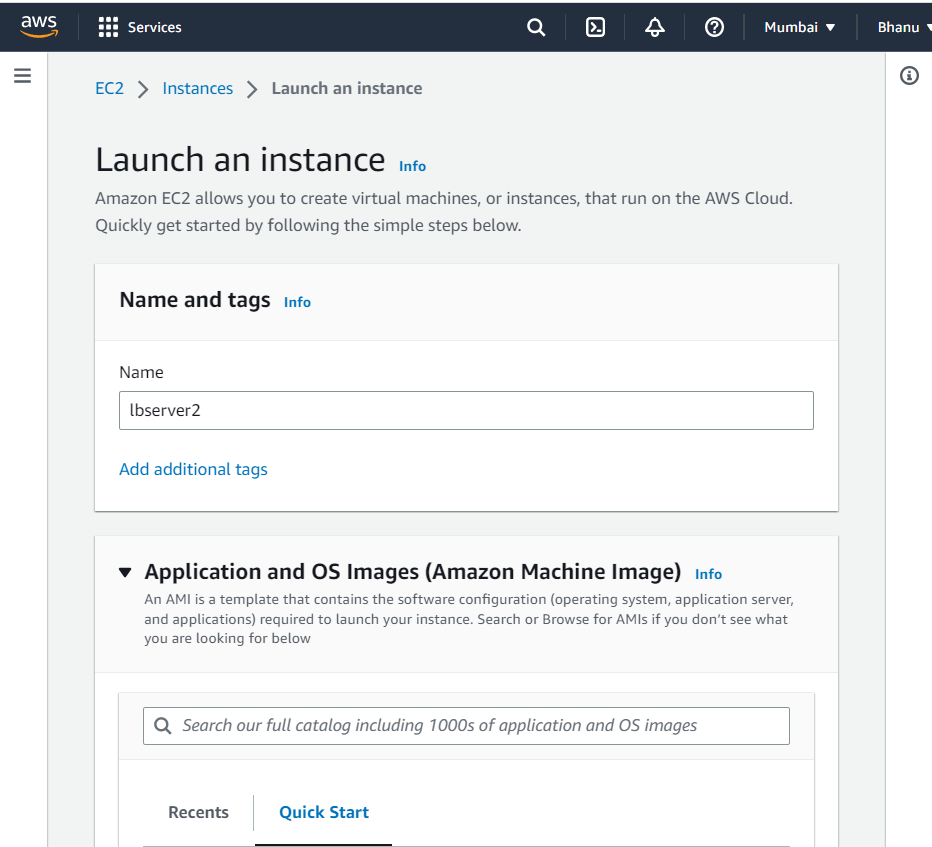 aws Services Mumbai Bhanu
EC2 Instances Launch an instance
Launch an instance Info
Amazon EC2 allows you to create virtual machines, or instances, that run on the AWS Cloud.
Quickly get started by following the simple steps below.
Name and tags Info
Name
lbserver2
Add additional tags
Application and OS Images (Amazon Machine Image) Info
An AMI is a template that contains the software configuration (operating system, application server,
and applications) required to launch your instance. Search or Browse for AMIs if you don’t see what
you are looking for below
Search our full catalog including 1000s of application and OS images
Recents Quick Start